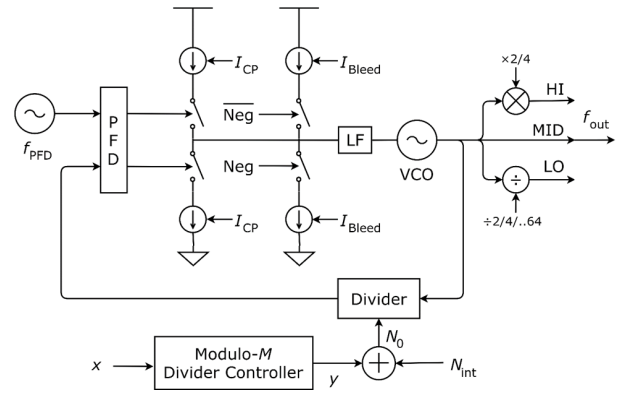 ×2/4
I_CP
I_Bleed
HI
P
F
D
Neg
f_out
MID
f_PFD
LF
Neg
VCO
LO
÷
I_CP
I_Bleed
÷2/4/..64
Divider
N_0
x
Modulo-M
Divider Controller
y
+
N_int